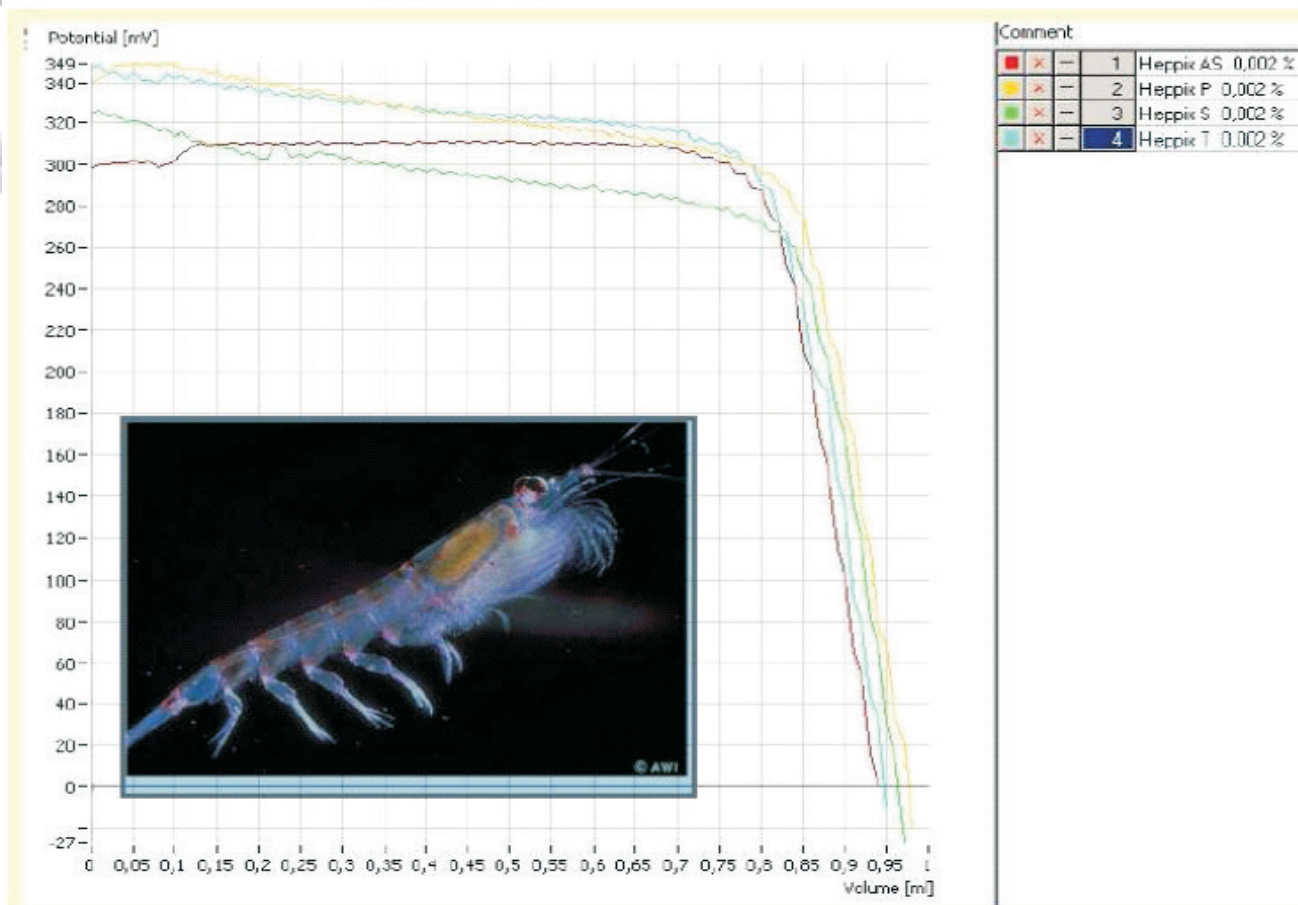 Potential [mV]
349
340
320
300
280
260
240
220
200
180
160
140
120
100
80
60
40
20
0
-27
0 0,05 0,1 0,15 0,2 0,25 0,3 0,35 0,4 0,45 0,5 0,55 0,6 0,65 0,7 0,75 0,8 0,85 0,9 0,95 1
Volume [ml]
© AWI
Comment
1 Heppix AS 0,002 %
2 Heppix P 0,002 %
3 Heppix S 0,002 %
4 Heppix T 0.002 %